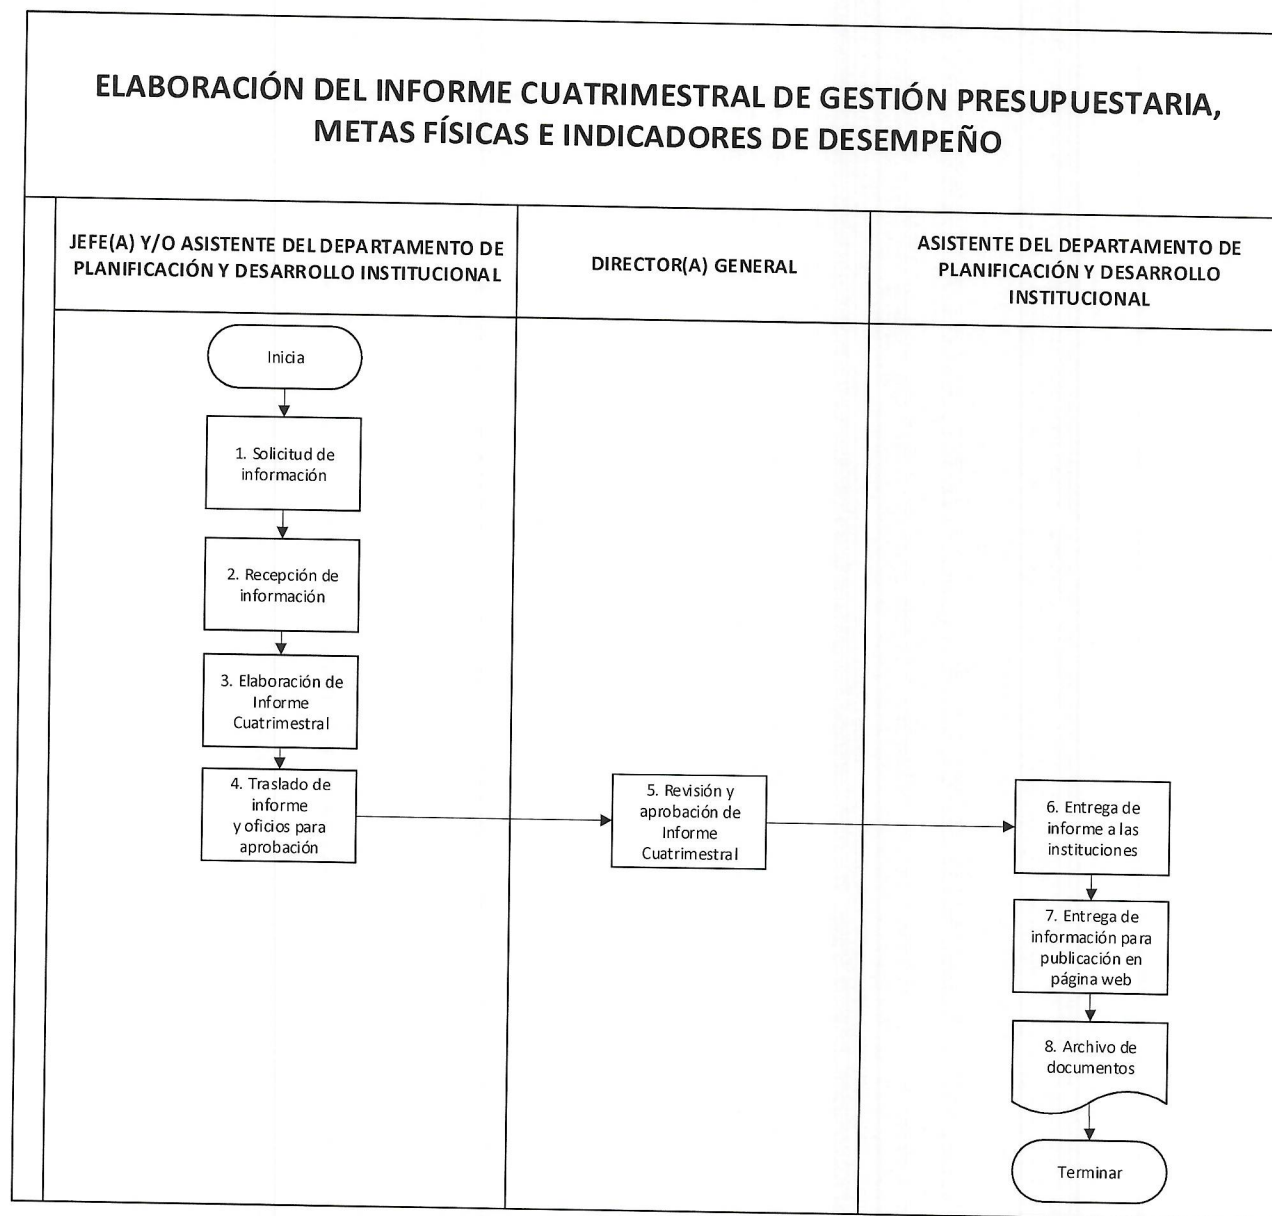 ELABORACIÓN DEL INFORME CUATRIMESTRAL DE GESTIÓN PRESUPUESTARIA,
METAS FÍSICAS E INDICADORES DE DESEMPEÑO
JEFE(A) Y/O ASISTENTE DEL DEPARTAMENTO DE
PLANIFICACIÓN Y DESARROLLO INSTITUCIONAL
DIRECTOR(A) GENERAL
ASISTENTE DEL DEPARTAMENTO DE
PLANIFICACIÓN Y DESARROLLO
INSTITUCIONAL
Inicia
1. Solicitud de
información
2. Recepción de
información
3. Elaboración de
Informe
Cuatrimestral
4. Traslado de
informe
y oficios para
aprobación
5. Revisión y
aprobación de
Informe
Cuatrimestral
6. Entrega de
informe a las
instituciones
7. Entrega de
información para
publicación en
página web
8. Archivo de
documentos
Terminar